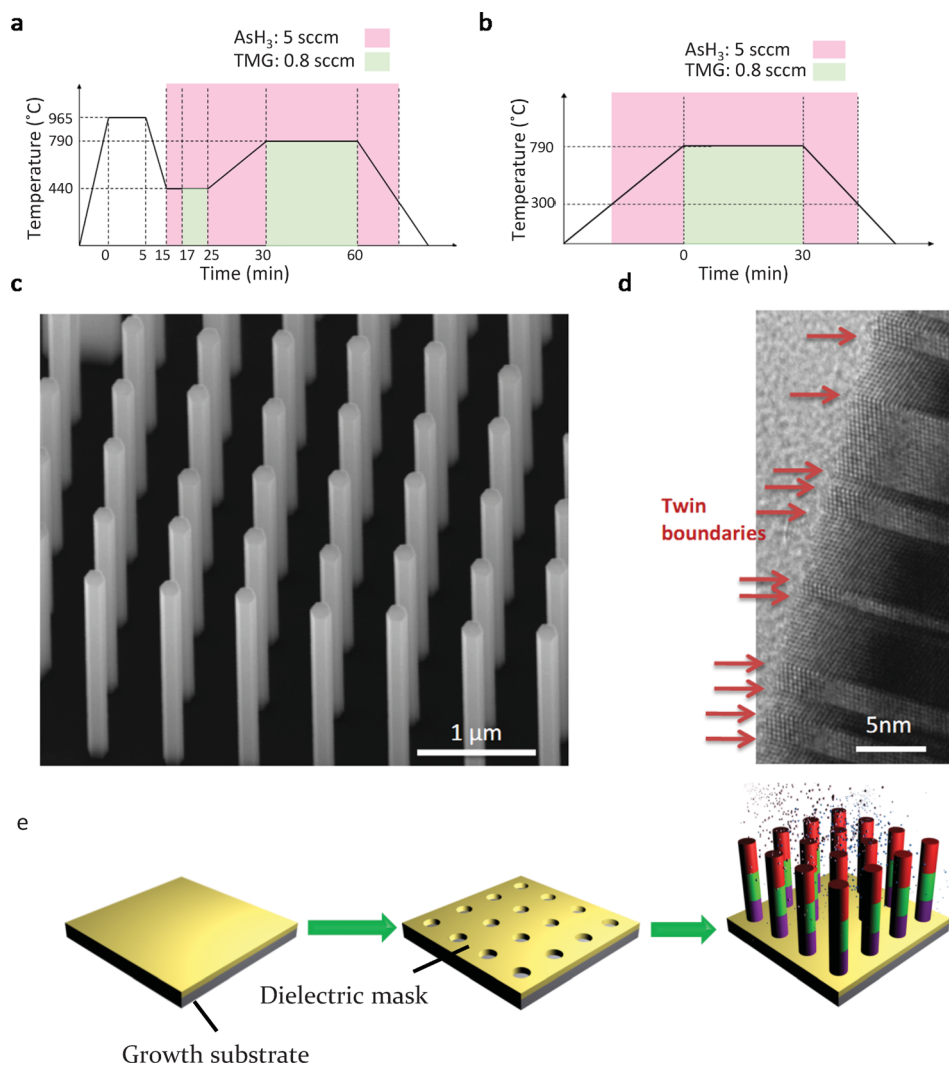 a
AsH₃: 5 sccm
TMG: 0.8 sccm
Temperature (˚C)
965
790
440
0 5 15 17 25 30 60
Time (min)
b
AsH₃: 5 sccm
TMG: 0.8 sccm
Temperature (˚C)
790
300
0 30
Time (min)
c
1 µm
d
Twin
boundaries
5nm
e
Dielectric mask
Growth substrate